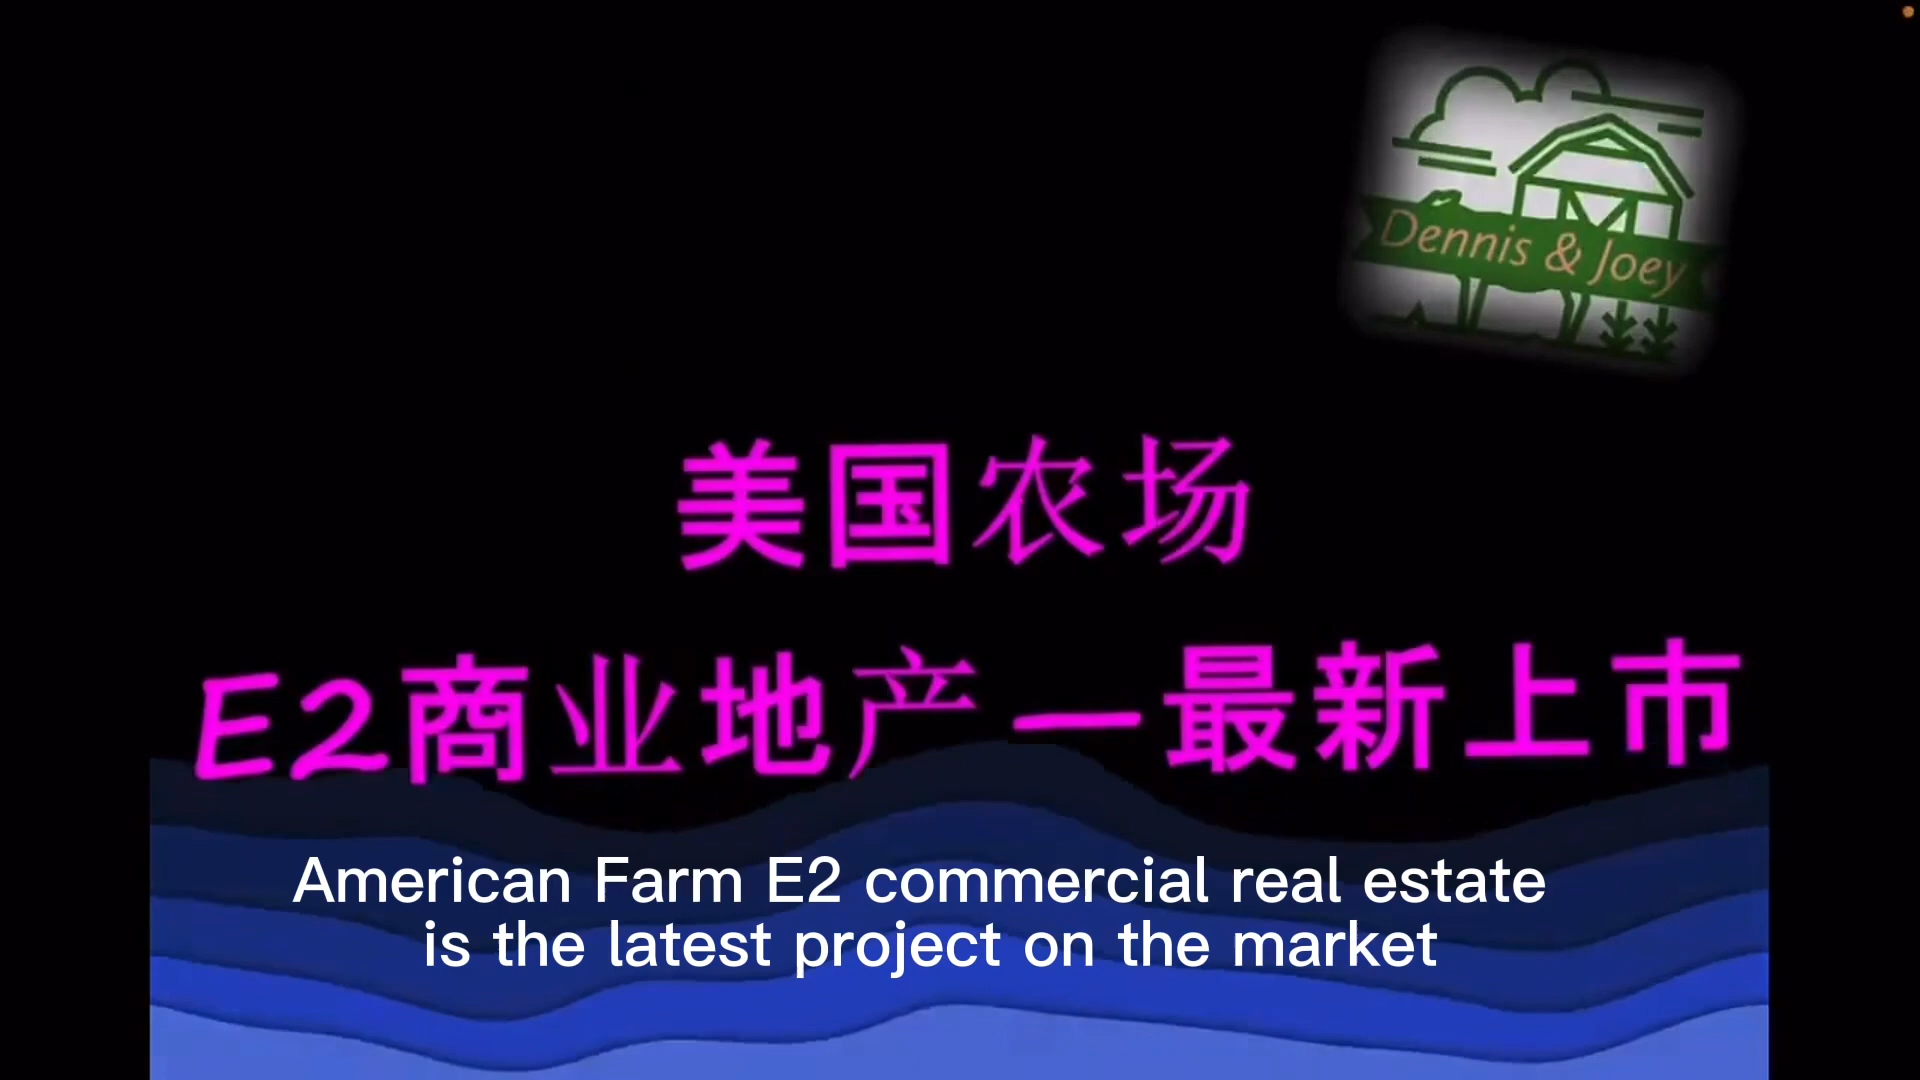 Dennis & Joey
美国农场
E2商业地产—最新上市
American Farm E2 commercial real estate
is the latest project on the market